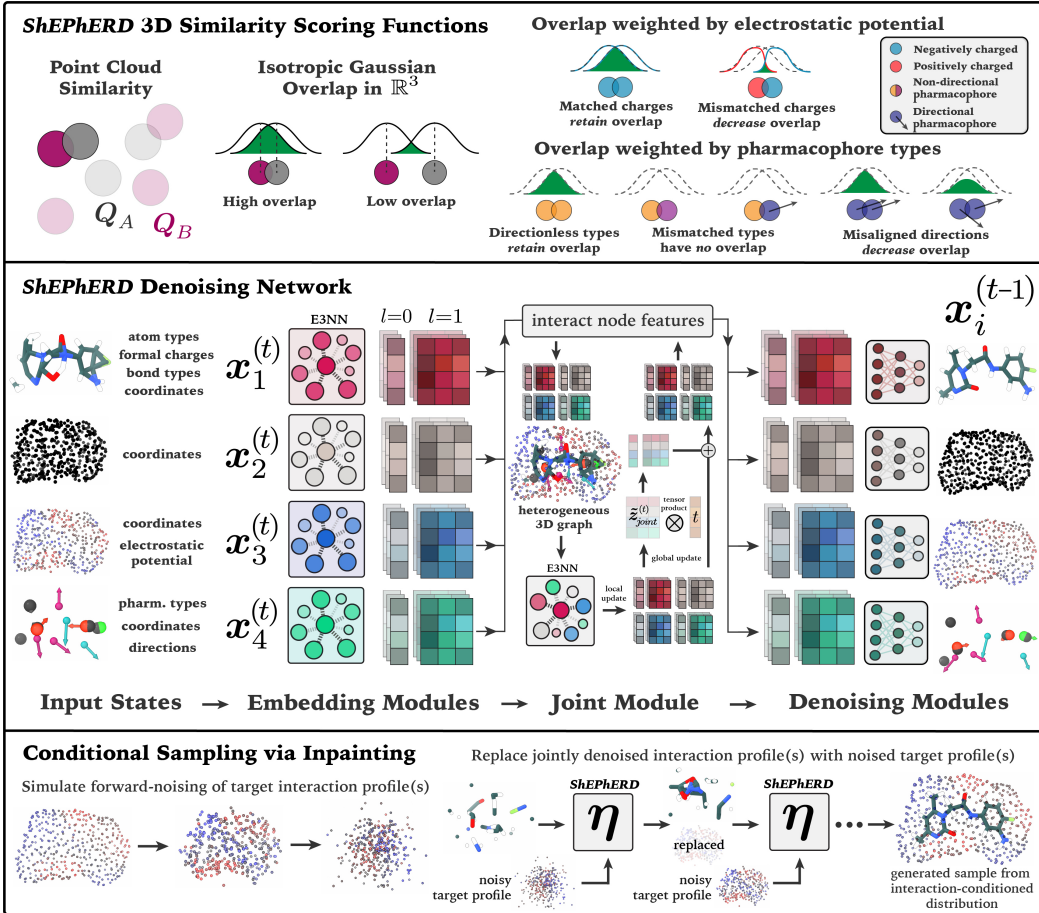 ShEPhERD 3D Similarity Scoring Functions
Point Cloud
Similarity
Q_A
Q_B
Isotropic Gaussian
Overlap in ℝ³
High overlap
Low overlap
Overlap weighted by electrostatic potential
Matched charges
retain overlap
Mismatched charges
decrease overlap
Negatively charged
Positively charged
Non-directional
pharmacophore
Directional
pharmacophore
Overlap weighted by pharmacophore types
Directionless types
retain overlap
Mismatched types
have no overlap
Misaligned directions
decrease overlap
ShEPhERD Denoising Network
atom types
formal charges
bond types
coordinates
x_1^(t)
E3NN
l=0
l=1
interact node features
x_i^(t-1)
coordinates
x_2^(t)
heterogeneous
3D graph
coordinates
electrostatic
potential
x_3^(t)
z̃_joint^(t)
tensor
product
⊗
t
+
global update
pharm. types
coordinates
directions
x_4^(t)
E3NN
local
update
Input States → Embedding Modules → Joint Module → Denoising Modules
Conditional Sampling via Inpainting
Simulate forward-noising of target interaction profile(s)
Replace jointly denoised interaction profile(s) with noised target profile(s)
ShEPhERD
η
noisy
target profile
replaced
ShEPhERD
η
noisy
target profile
generated sample from
interaction-conditioned
distribution